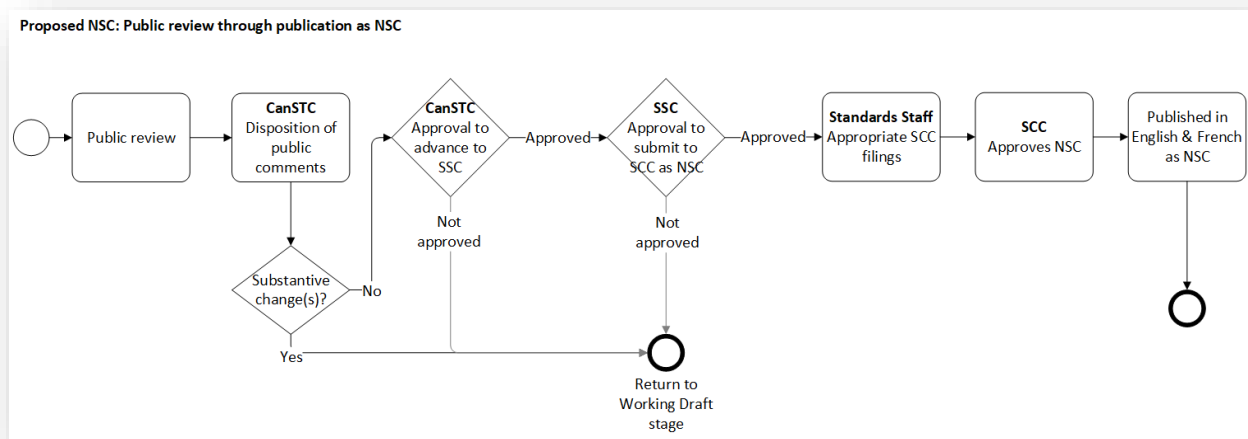 Proposed NSC: Public review through publication as NSC
Public review
CanSTC
Disposition of
public
comments
Substantive
change(s)?
No
Yes
CanSTC
Approval to
advance to
SSC
Approved
Not
approved
SSC
Approval to
submit to
SCC as NSC
Approved
Not
approved
Return to
Working Draft
stage
Standards Staff
Appropriate SCC
filings
SCC
Approves NSC
Published in
English & French
as NSC